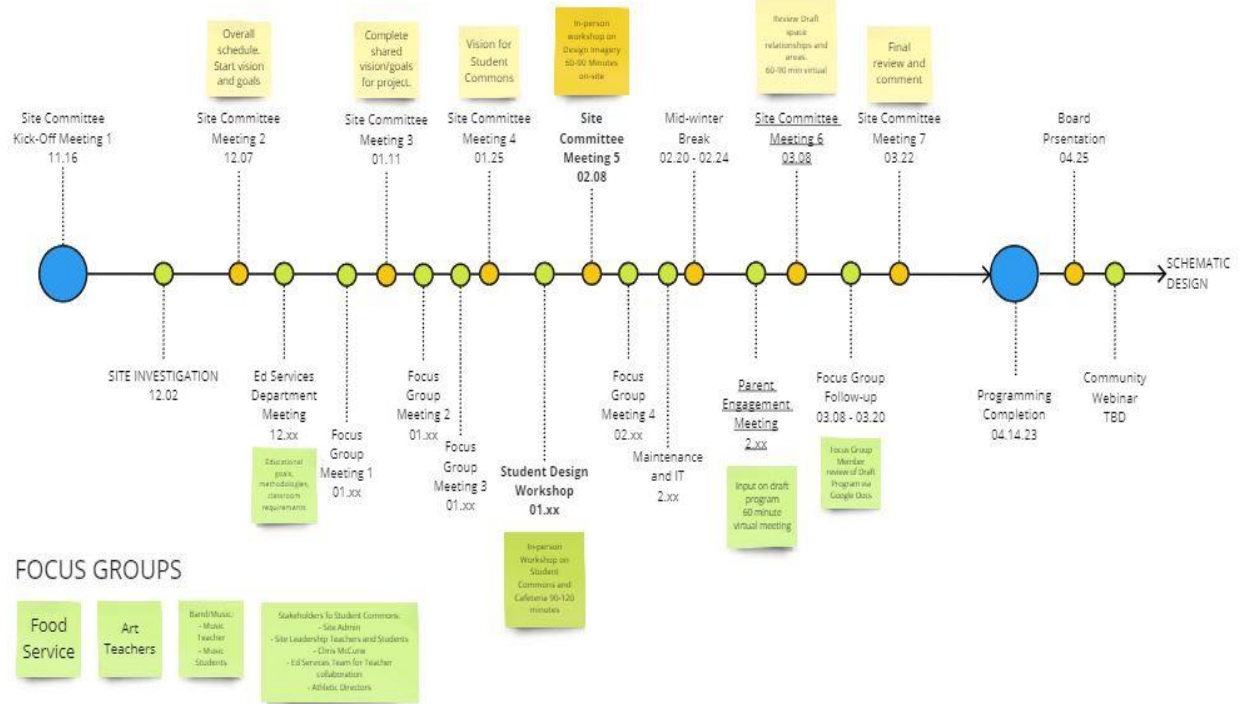 Overall
schedule.
Start vision
and goals
Complete
shared
vision/goals
for project.
Vision for
Student
Commons
In-person
workshop on
Design Imagery
60-90 Minutes
on-site
Review Draft
space
relationships and
areas.
60-90 min virtual
Final
review and
comment
Site Committee
Kick-Off Meeting 1
11.16
Site Committee
Meeting 2
12.07
Site Committee
Meeting 3
01.11
Site Committee
Meeting 4
01.25
Site
Committee
Meeting 5
02.08
Mid-winter
Break
02.20 - 02.24
Site Committee
Meeting 6
03.08
Site Committee
Meeting 7
03.22
Board
Prsentation
04.25
SCHEMATIC
DESIGN
SITE INVESTIGATION
12.02
Ed Services
Department
Meeting
12.xx
Educational
goals,
methodologies,
classroom
requirements
Focus
Group
Meeting 1
01.xx
Focus
Group
Meeting 2
01.xx
Focus
Group
Meeting 3
01.xx
Student Design
Workshop
01.xx
In-person
Workshop on
Student
Commons and
Cafeteria 90-120
minutes
Focus
Group
Meeting 4
02.xx
Maintenance
and IT
2.xx
Parent
Engagement
Meeting
2.xx
Input on draft
program
60 minute
virtual meeting
Focus Group
Follow-up
03.08 - 03.20
Focus Group
Member
review of Draft
Program via
Google Docs
Programming
Completion
04.14.23
Community
Webinar
TBD
FOCUS GROUPS
Food
Service
Art
Teachers
Band/Music:
- Music
Teacher
- Music
Students
Stakeholders fo Student Commons:
- Site Admin
- Site Leadership Teachers and Students
- Chris McCune
- Ed Services Team for Teacher
collaboration
- Athletic Directors